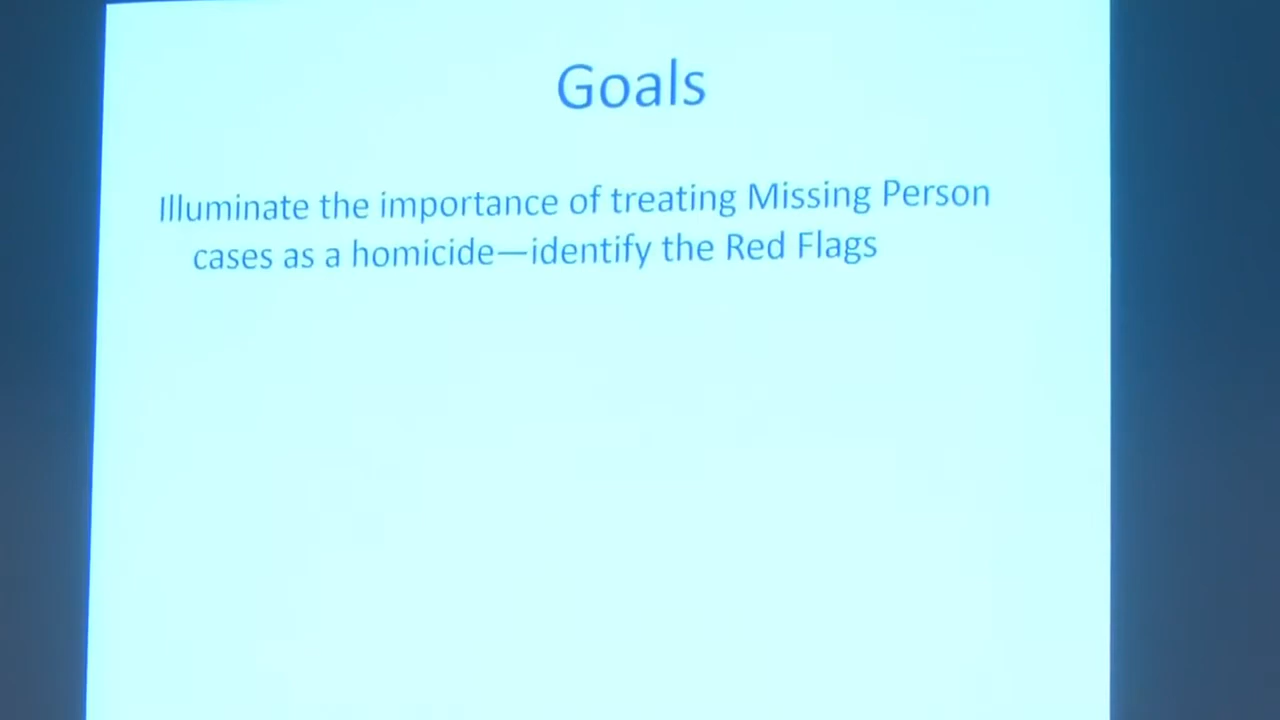 Goals
Illuminate the importance of treating Missing Person
cases as a homicide—identify the Red Flags